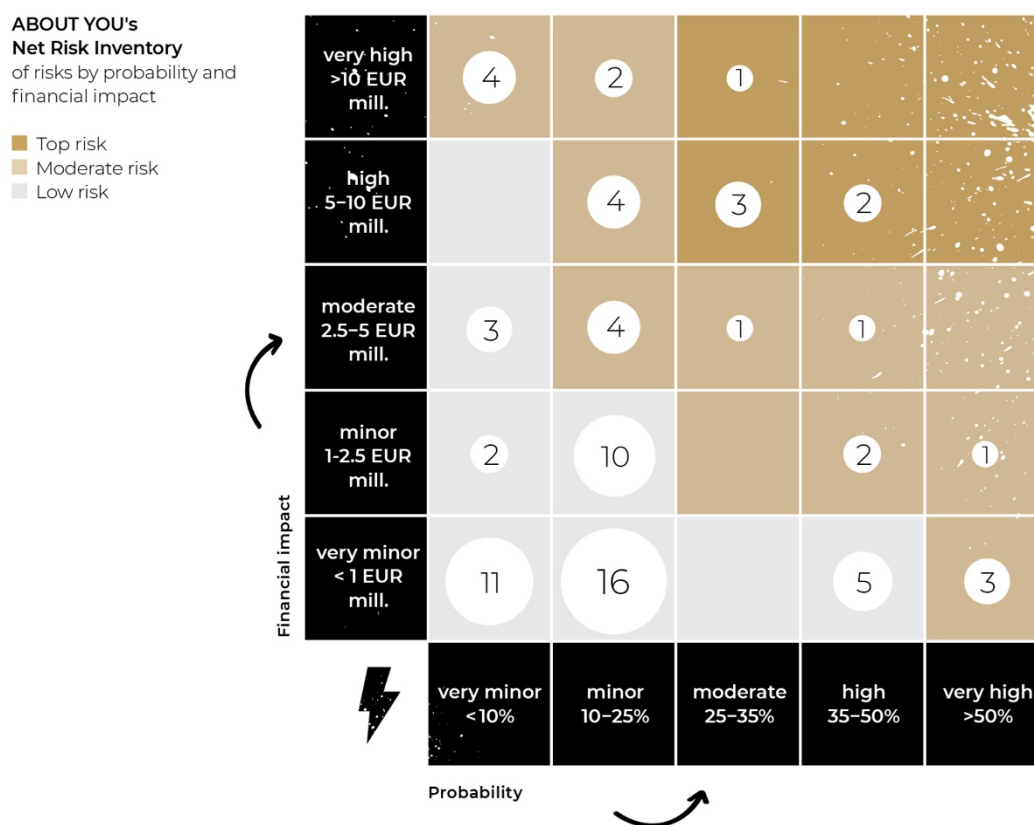 ABOUT YOU's
Net Risk Inventory
of risks by probability and
financial impact
Top risk
Moderate risk
Low risk
very high
>10 EUR
mill.
4
2
1
high
5–10 EUR
mill.
4
3
2
moderate
2.5–5 EUR
mill.
3
4
1
1
minor
1-2.5 EUR
mill.
2
10
2
1
very minor
< 1 EUR
mill.
11
16
5
3
Financial impact
very minor
<10%
minor
10–25%
moderate
25–35%
high
35–50%
very high
>50%
Probability